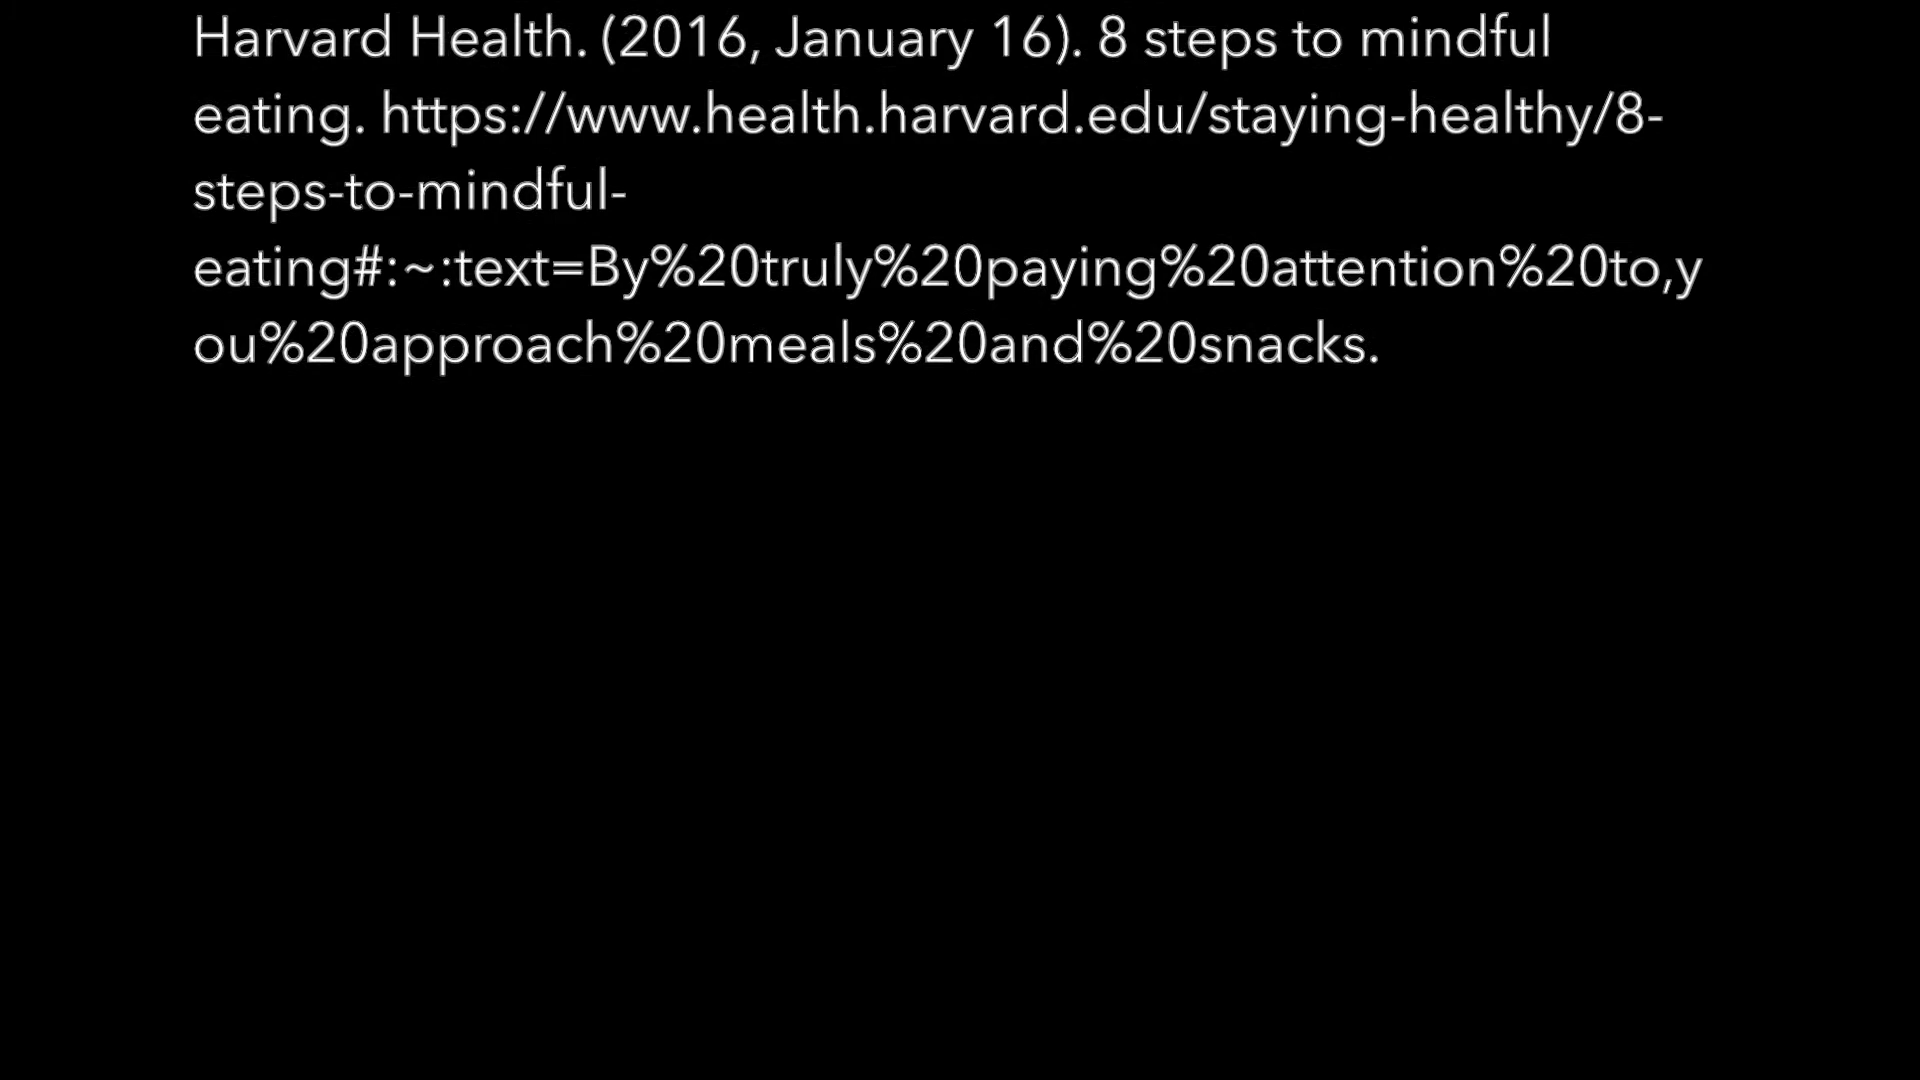 Harvard Health. (2016, January 16). 8 steps to mindful
eating. https://www.health.harvard.edu/staying-healthy/8-
steps-to-mindful-
eating#:~:text=By%20truly%20paying%20attention%20to,y
ou%20approach%20meals%20and%20snacks.